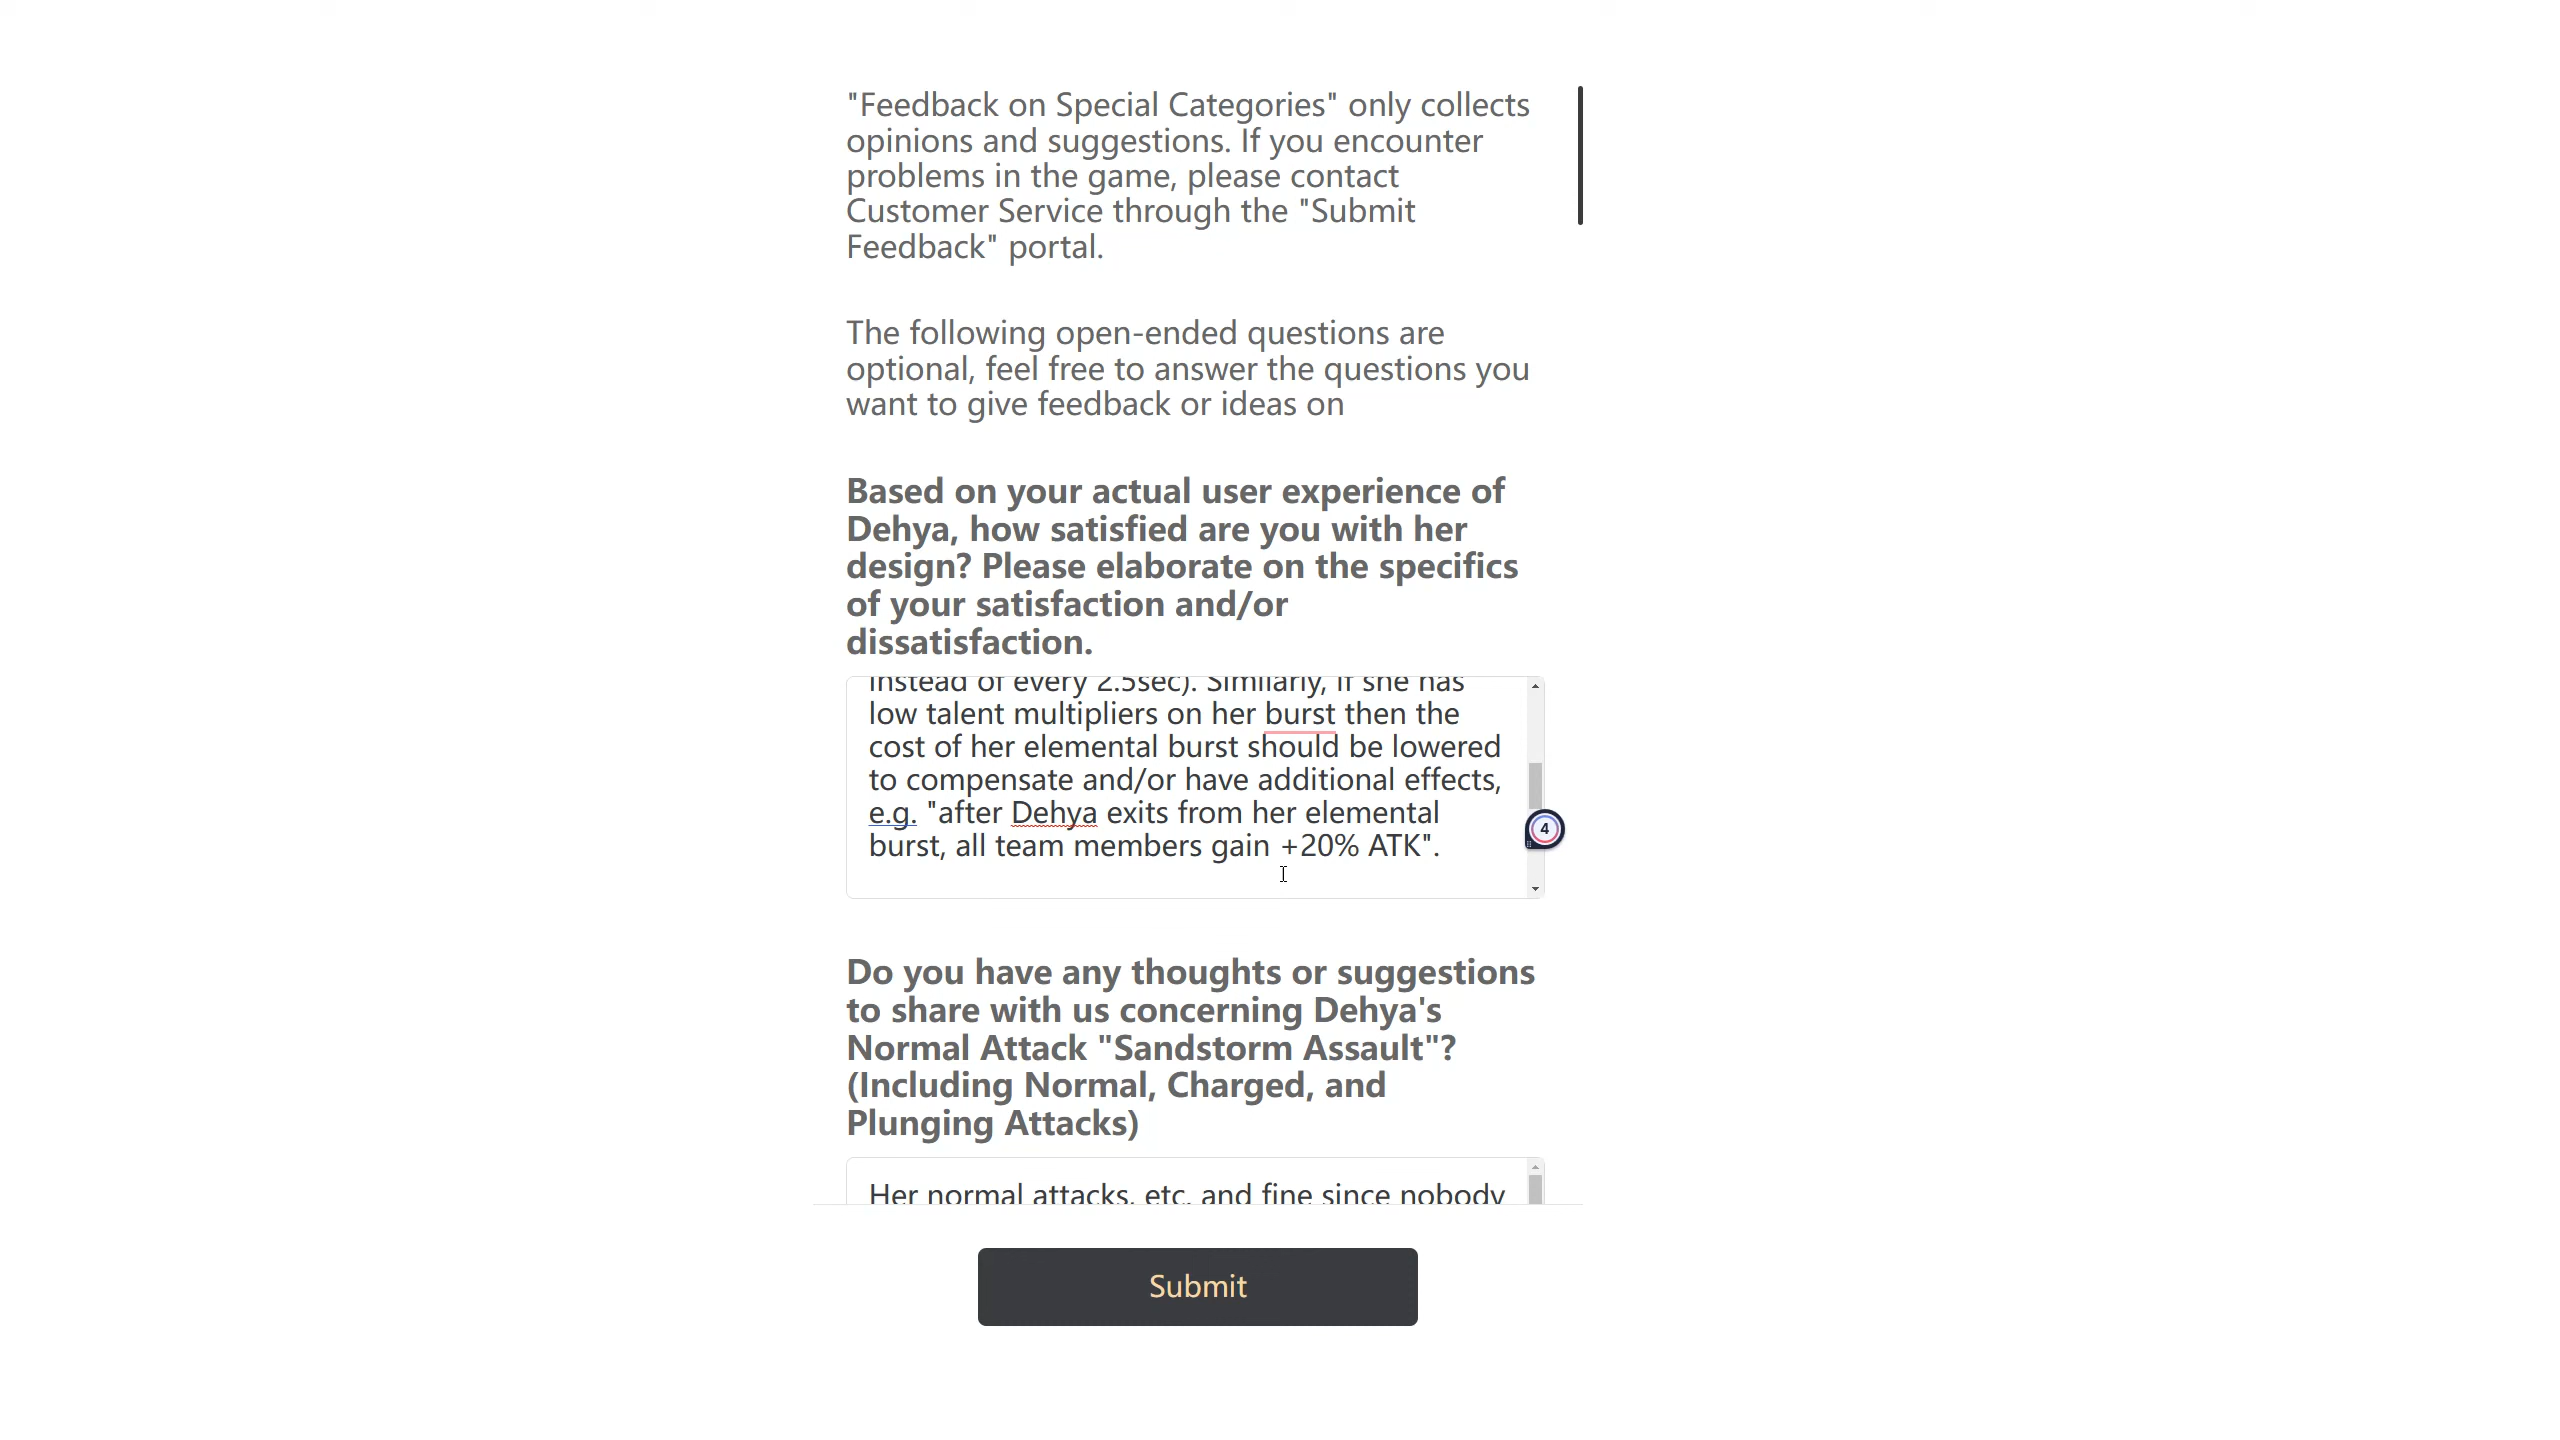 "Feedback on Special Categories" only collects
opinions and suggestions. If you encounter
problems in the game, please contact
Customer Service through the "Submit
Feedback" portal.
The following open-ended questions are
optional, feel free to answer the questions you
want to give feedback or ideas on
Based on your actual user experience of
Dehya, how satisfied are you with her
design? Please elaborate on the specifics
of your satisfaction and/or
dissatisfaction.
instead of every 2.5sec). Similarly, if she has
low talent multipliers on her burst then the
cost of her elemental burst should be lowered
to compensate and/or have additional effects,
e.g. "after Dehya exits from her elemental
burst, all team members gain +20% ATK".
4
Do you have any thoughts or suggestions
to share with us concerning Dehya's
Normal Attack "Sandstorm Assault"?
(Including Normal, Charged, and
Plunging Attacks)
Her normal attacks, etc. and fine since nobody
Submit